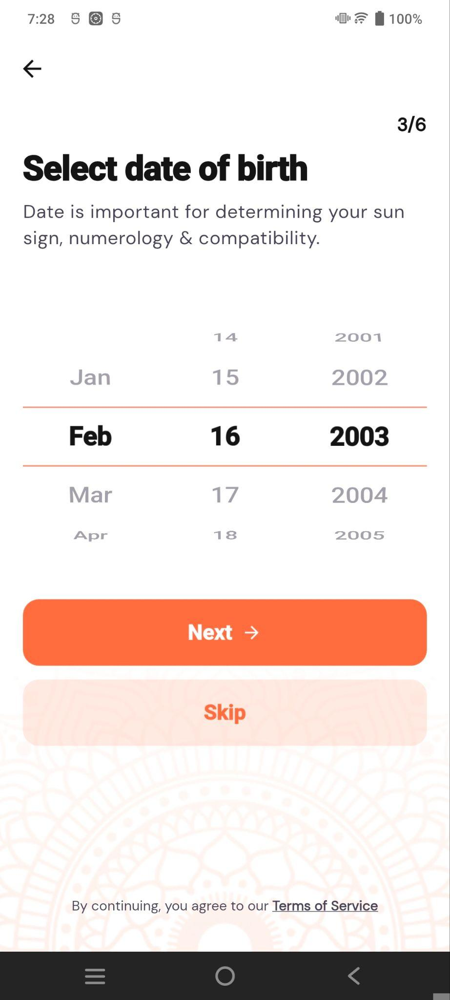 7:28 100%
3/6
Select date of birth
Date is important for determining your sun
sign, numerology & compatibility.
14 2001
Jan 15 2002
Feb 16 2003
Mar 17 2004
Apr 18 2005
Next →
Skip
By continuing, you agree to our Terms of Service